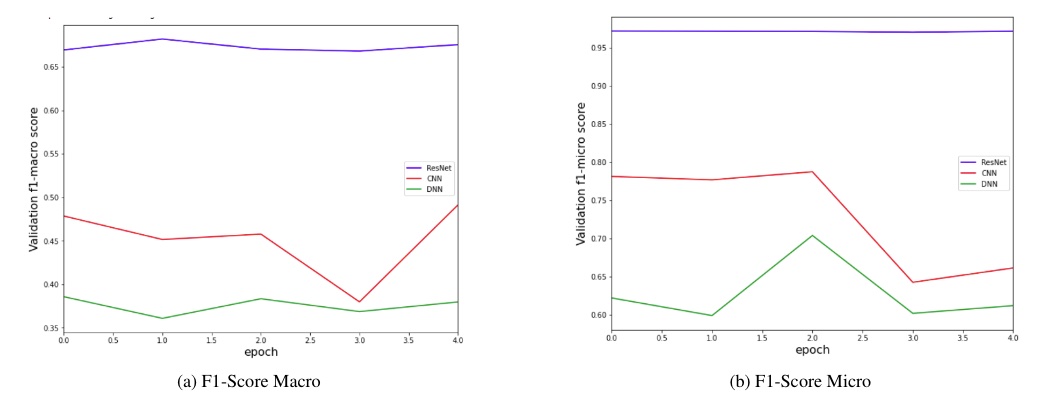 0.65
0.60
0.55
0.50
0.45
0.40
0.35
0.0 0.5 1.0 1.5 2.0 2.5 3.0 3.5 4.0
Validation f1-macro score
epoch
ResNet
CNN
DNN
(a) F1-Score Macro
0.95
0.90
0.85
0.80
0.75
0.70
0.65
0.60
0.0 0.5 1.0 1.5 2.0 2.5 3.0 3.5 4.0
Validation f1-micro score
epoch
ResNet
CNN
DNN
(b) F1-Score Micro